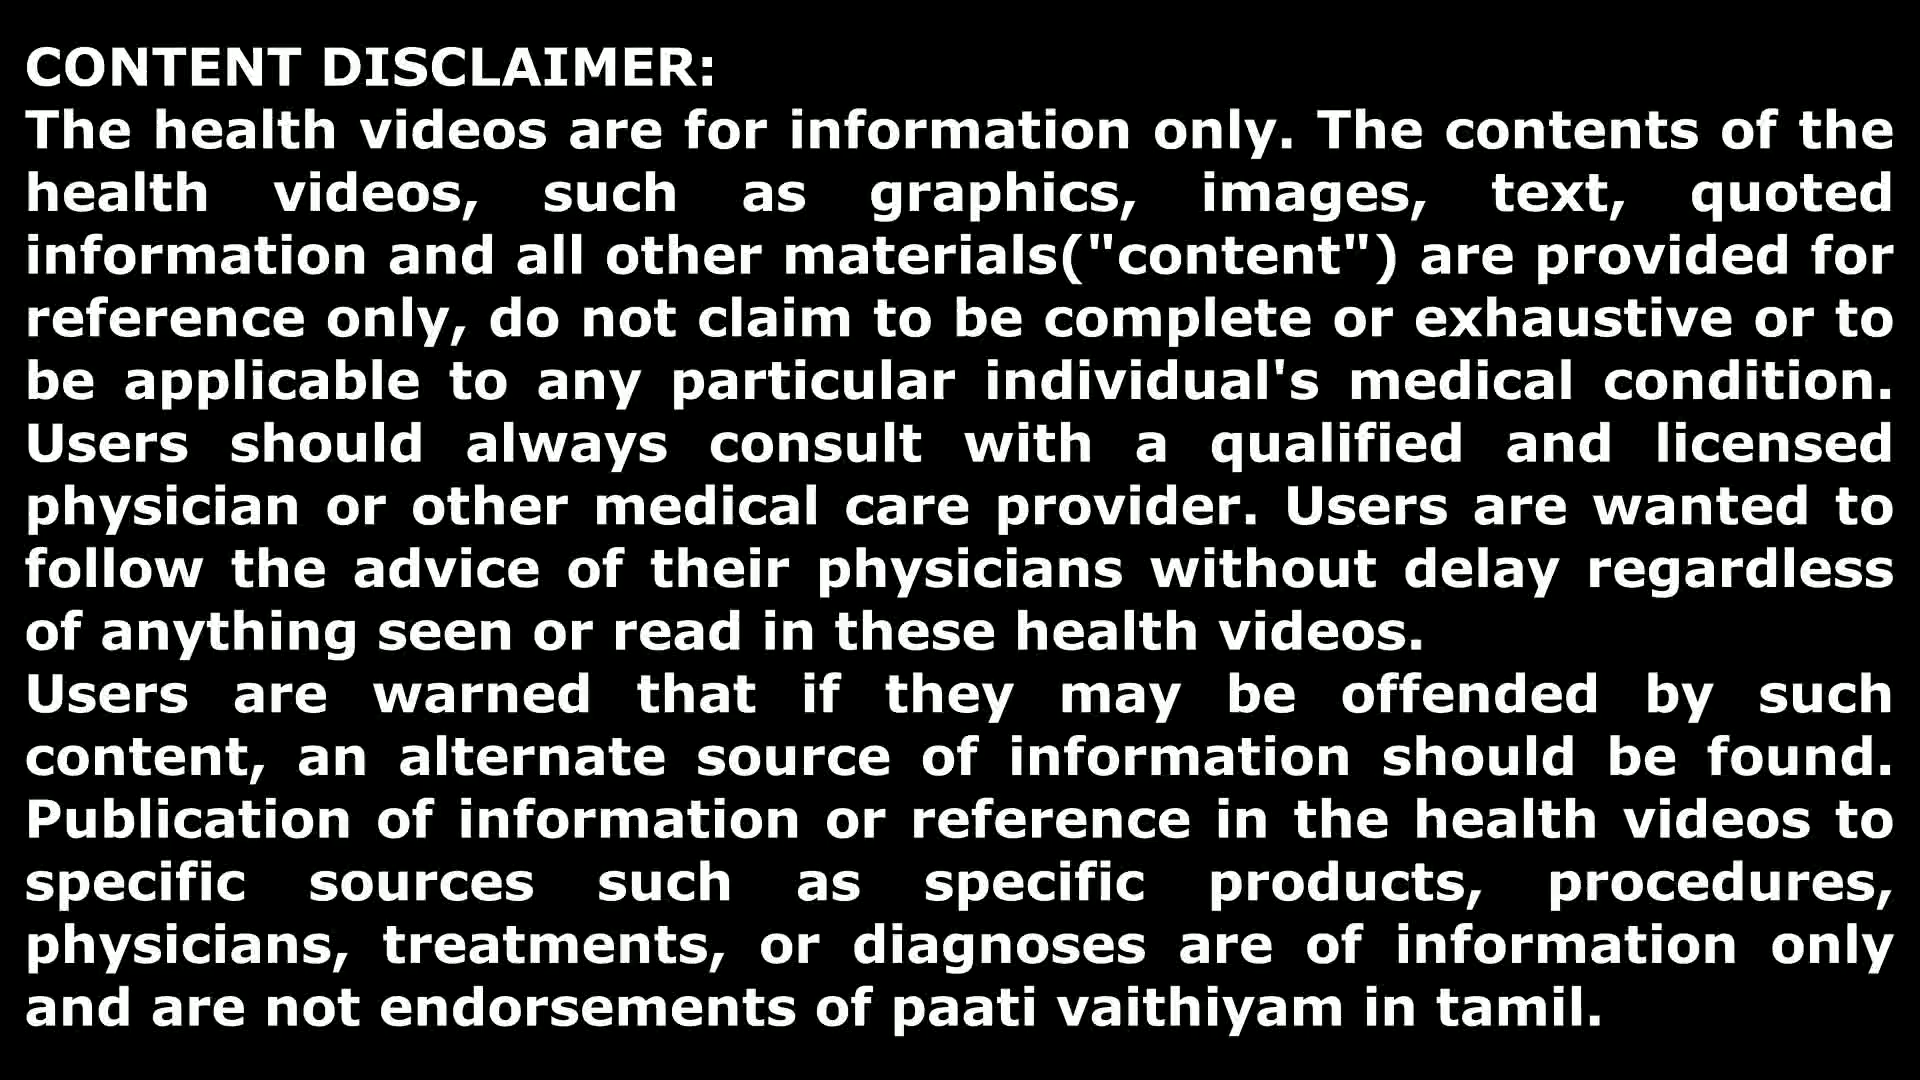 CONTENT DISCLAIMER:
The health videos are for information only. The contents of the
health videos, such as graphics, images, text, quoted
information and all other materials("content") are provided for
reference only, do not claim to be complete or exhaustive or to
be applicable to any particular individual's medical condition.
Users should always consult with a qualified and licensed
physician or other medical care provider. Users are wanted to
follow the advice of their physicians without delay regardless
of anything seen or read in these health videos.
Users are warned that if they may be offended by such
content, an alternate source of information should be found.
Publication of information or reference in the health videos to
specific sources such as specific products, procedures,
physicians, treatments, or diagnoses are of information only
and are not endorsements of paati vaithiyam in tamil.